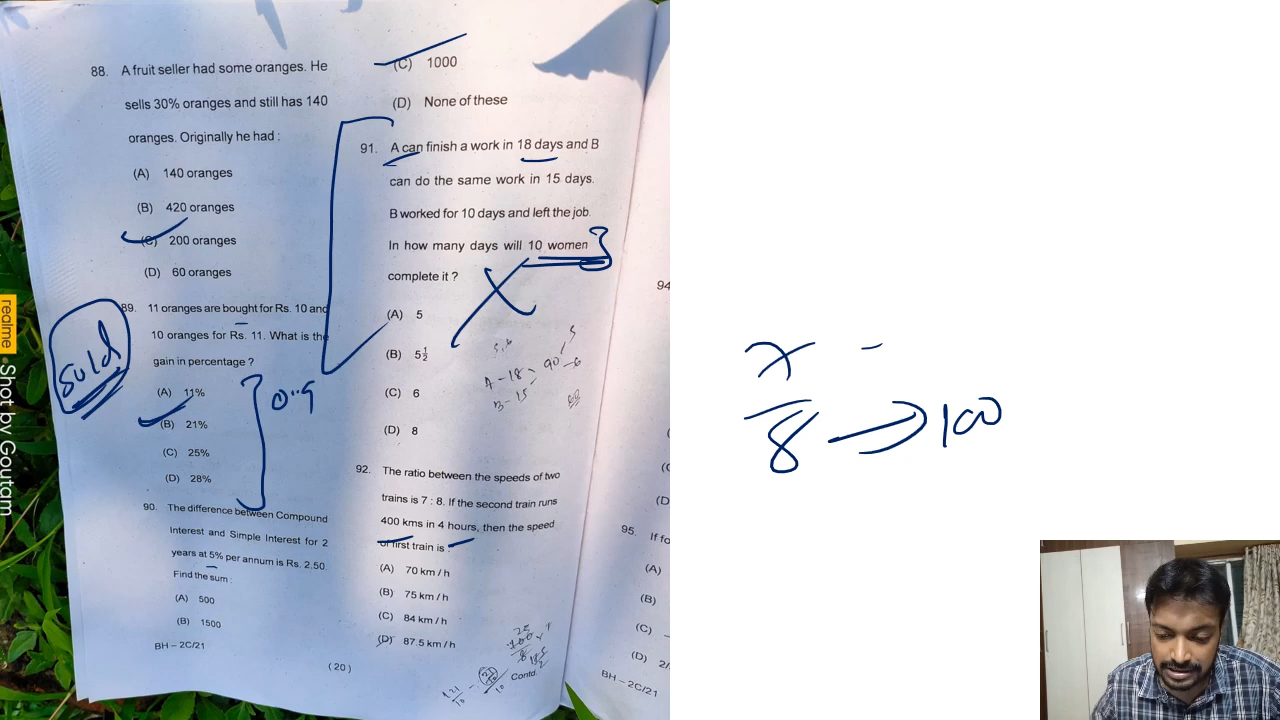 88. A fruit seller had some oranges. He
sells 30% oranges and still has 140
oranges. Originally he had :
(A) 140 oranges
(B) 420 oranges
(C) 200 oranges
(D) 60 oranges
89. 11 oranges are bought for Rs. 10 and
10 oranges for Rs. 11. What is the
gain in percentage ?
(A) 11%
(B) 21%
(C) 25%
(D) 28%
sold
90. The difference between Compound
Interest and Simple Interest for 2
years at 5% per annum is Rs. 2.50
Find the sum :
(A) 500
(B) 1500
BH – 2C/21
(20)
(C) 1000
(D) None of these
91. A can finish a work in 18 days and B
can do the same work in 15 days.
B worked for 10 days and left the job.
In how many days will 10 women
complete it ?
(A) 5
(B) 5½
(C) 6
(D) 8
A – 18
B – 15
90
5
6
92. The ratio between the speeds of two
trains is 7 : 8. If the second train runs
400 kms in 4 hours, then the speed
of first train is
(A) 70 km / h
(B) 75 km / h
(C) 84 km / h
(D) 87.5 km / h
Contd.
94
95. If fo
(A)
(B)
(C)
(D) 2/
BH – 2C/21
8 → 100
realme
Shot by Goutam